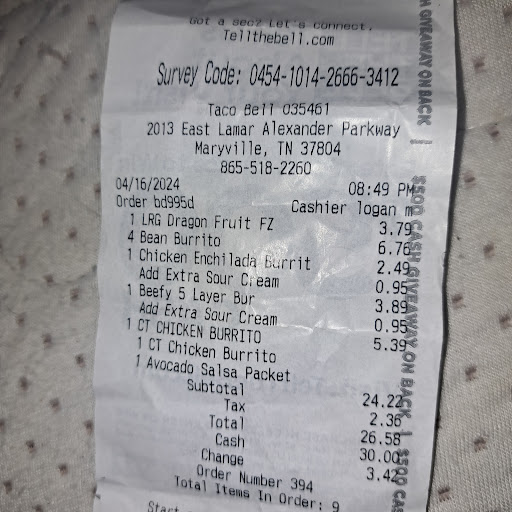 Got a sec? Let's connect.
Tellthebell.com
Survey Code: 0454-1014-2666-3412
Taco Bell 035461
2013 East Lamar Alexander Parkway
Maryville, TN 37804
865-518-2260
04/16/2024 08:49 PM
Order bd995d Cashier logan m
1 LRG Dragon Fruit FZ 3.79
4 Bean Burrito 6.76
1 Chicken Enchilada Burrit 2.49
Add Extra Sour Cream 0.95
1 Beefy 5 Layer Bur 3.89
Add Extra Sour Cream 0.95
1 CT CHICKEN BURRITO 5.39
1 CT Chicken Burrito
1 Avocado Salsa Packet
Subtotal 24.22
Tax 2.36
Total 26.58
Cash 30.00
Change 3.42
Order Number 394
Total Items In Order: 9
Start
GIVEAWAY ON BACK |
$500 CASH GIVEAWAY ON BACK | $500 CAS